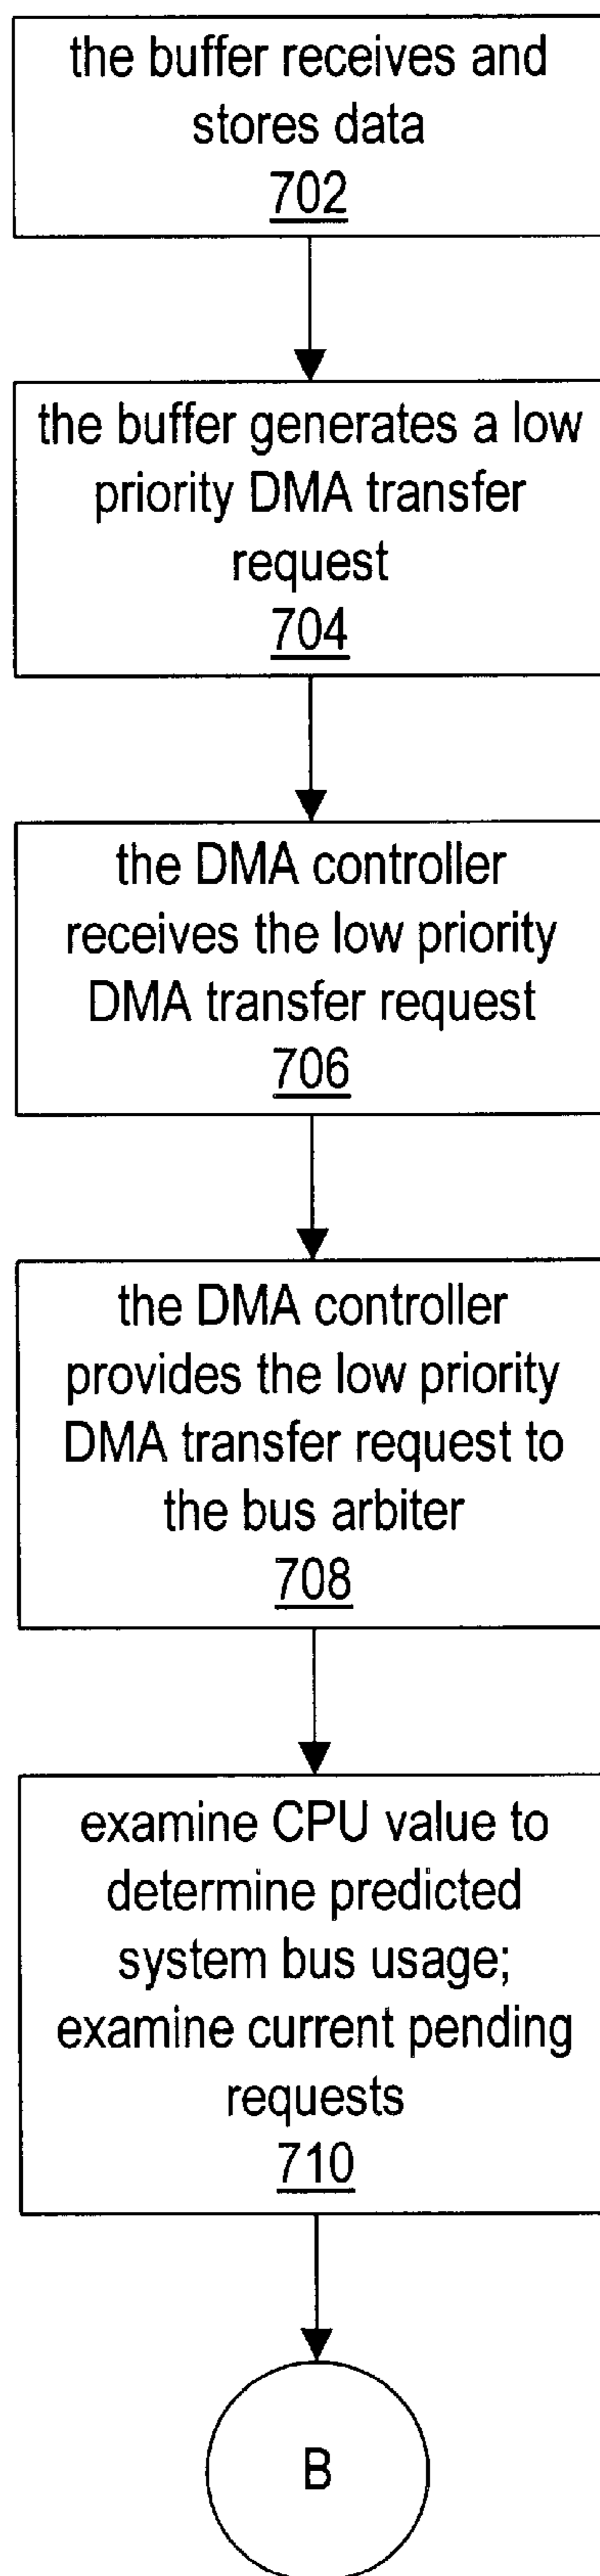 the buffer receives and
stores data
702
the buffer generates a low
priority DMA transfer
request
704
the DMA controller
receives the low priority
DMA transfer request
706
the DMA controller
provides the low priority
DMA transfer request to
the bus arbiter
708
examine CPU value to
determine predicted
system bus usage;
examine current pending
requests
710
B